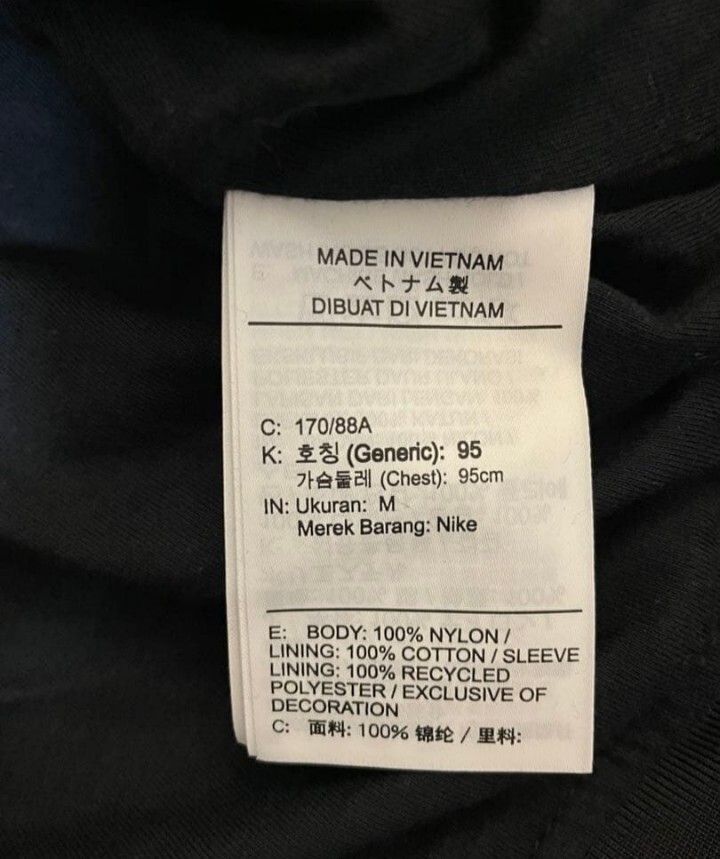 MADE IN VIETNAM
ベトナム製
DIBUAT DI VIETNAM
C: 170/88A
K: 호칭 (Generic): 95
가슴둘레 (Chest): 95cm
IN: Ukuran: M
Merek Barang: Nike
E: BODY: 100% NYLON /
LINING: 100% COTTON / SLEEVE
LINING: 100% RECYCLED
POLYESTER / EXCLUSIVE OF
DECORATION
C: 面料: 100% 锦纶 / 里料: